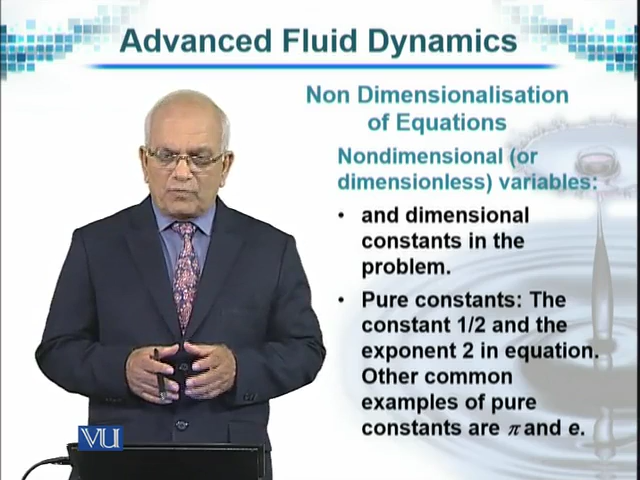 Advanced Fluid Dynamics
Non Dimensionalisation
of Equations
Nondimensional (or
dimensionless) variables:
• and dimensional
constants in the
problem.
• Pure constants: The
constant 1/2 and the
exponent 2 in equation.
Other common
examples of pure
constants are π and e.
VU